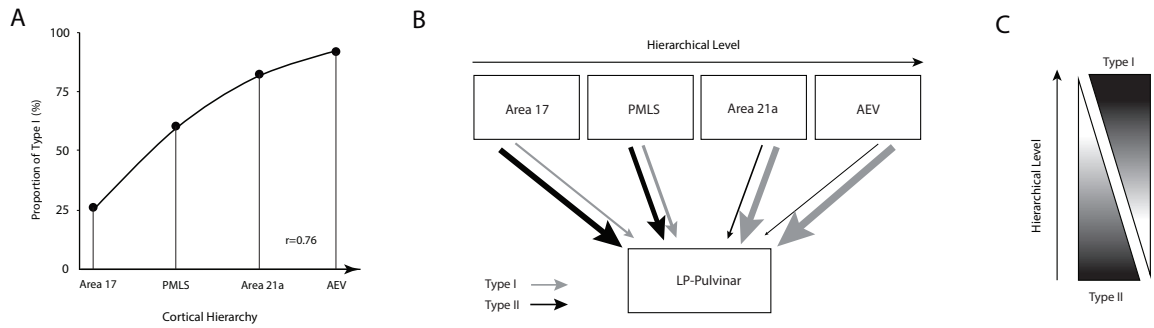 A
100
75
50
25
0
Proportion of Type I (%)
r=0.76
Area 17
PMLS
Area 21a
AEV
Cortical Hierarchy
B
Hierarchical Level
Area 17
PMLS
Area 21a
AEV
LP-Pulvinar
Type I
Type II
C
Type I
Hierarchical Level
Type II